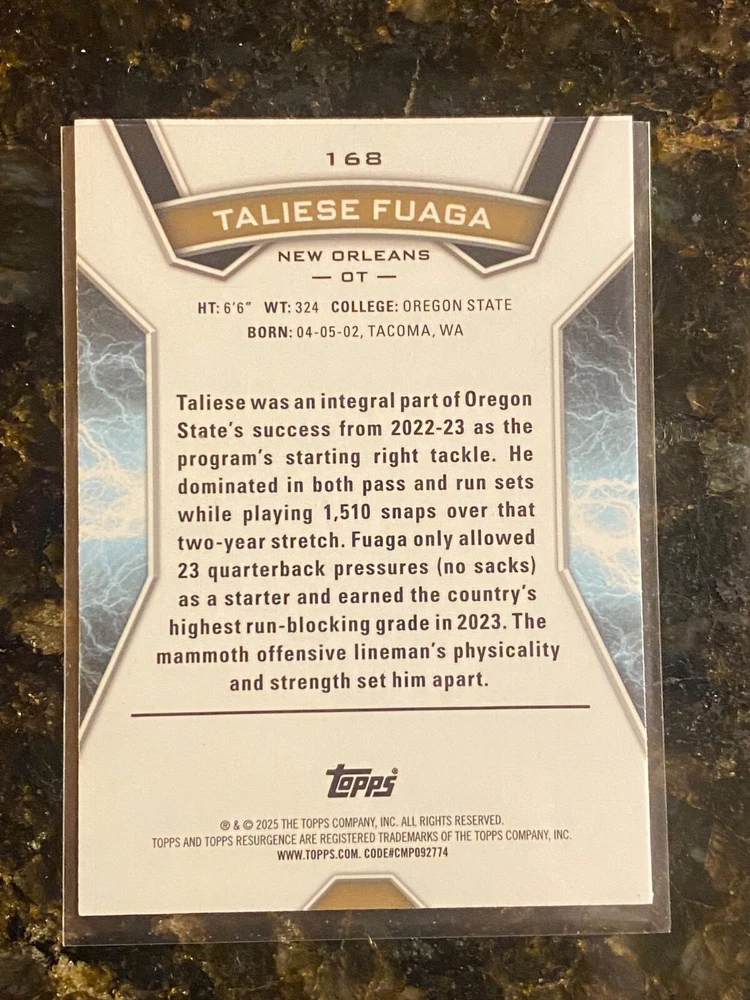 168
TALIESE FUAGA
NEW ORLEANS
— OT —
HT: 6'6" WT: 324 COLLEGE: OREGON STATE
BORN: 04-05-02, TACOMA, WA
Taliese was an integral part of Oregon
State's success from 2022-23 as the
program's starting right tackle. He
dominated in both pass and run sets
while playing 1,510 snaps over that
two-year stretch. Fuaga only allowed
23 quarterback pressures (no sacks)
as a starter and earned the country's
highest run-blocking grade in 2023. The
mammoth offensive lineman's physicality
and strength set him apart.
topps®
® & © 2025 THE TOPPS COMPANY, INC. ALL RIGHTS RESERVED.
TOPPS AND TOPPS RESURGENCE ARE REGISTERED TRADEMARKS OF THE TOPPS COMPANY, INC.
WWW.TOPPS.COM. CODE#CMP092774